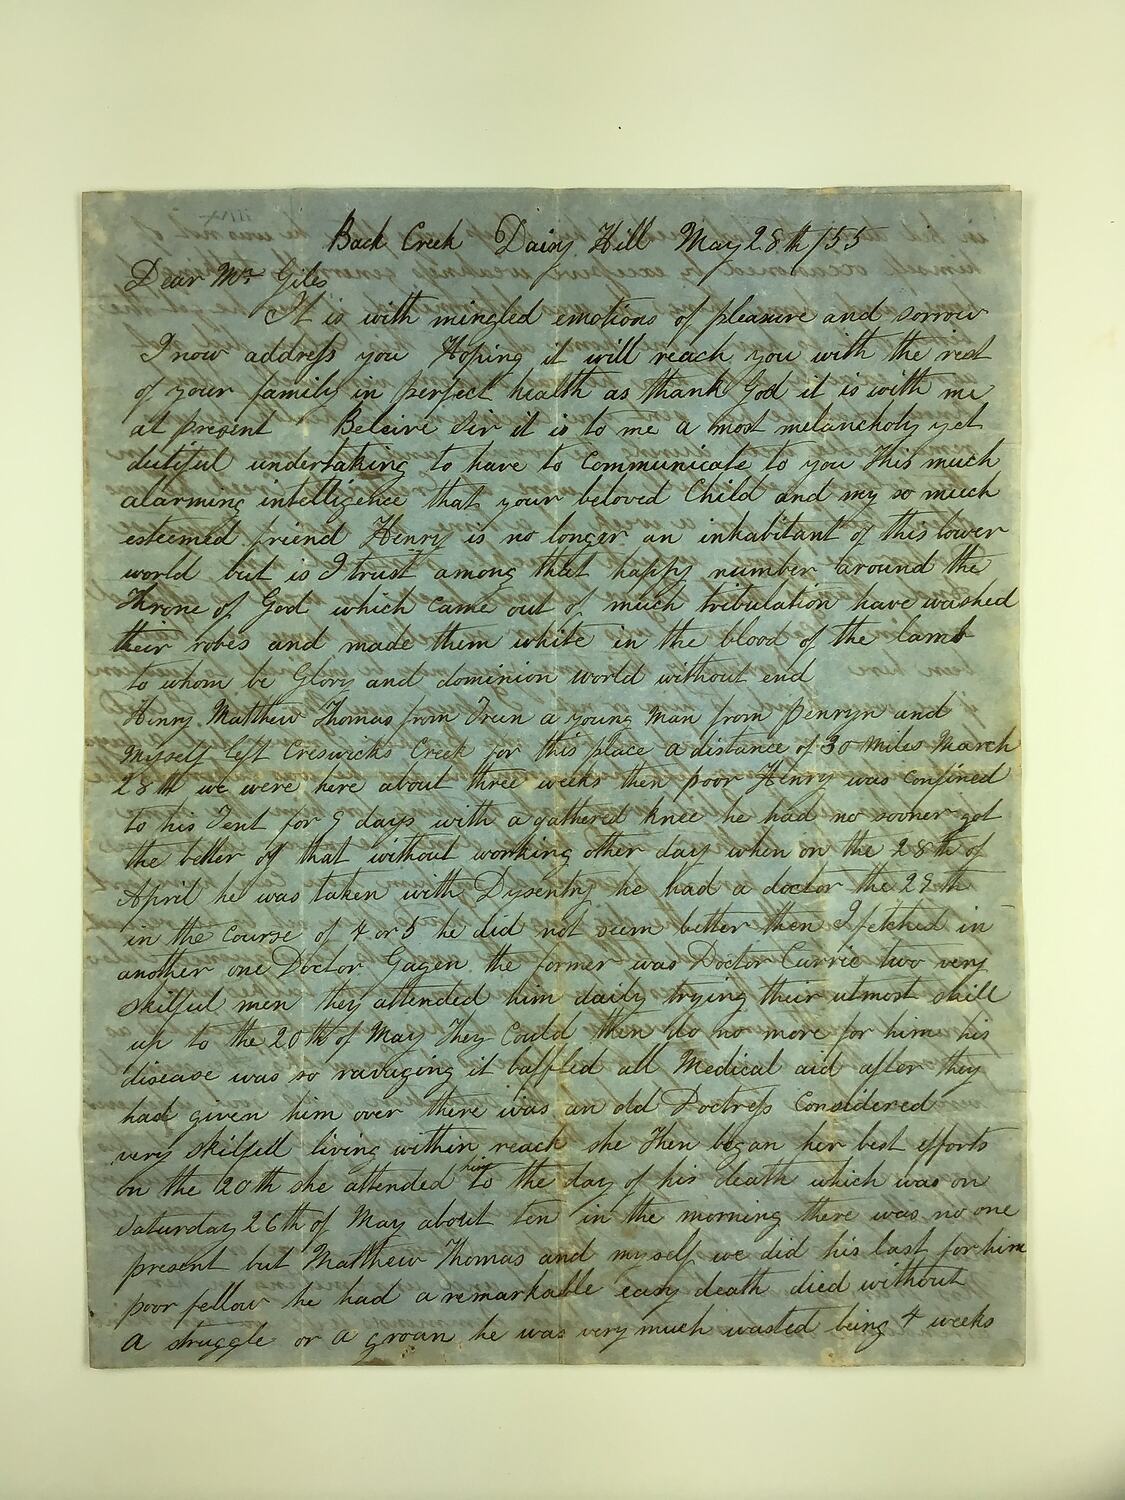 Back Creek Daisy Hill May 28th /55
Dear Mr Giles
It is with mingled emotions of pleasure and sorrow
I now address you Hoping it will reach you with the rest
of your family in perfect health as thank God it is with me
at present Beleive Sir it is to me a most melancholy yet
dutiful undertaking to have to Communicate to you This much
alarming intelligence that your beloved Child and my so much
esteemed friend Henry is no longer an inhabitant of this lower
world but is I trust among that happy number around the
Throne of God which came out of much tribulation have washed
their robes and made them white in the blood of the lamb
to whom be Glory and dominion world without end
Henry Matthew Thomas from Trun a young Man from Penryn and
Myself left Creswicks Creek for this place a distance of 30 Miles March
28th we were here about three weeks then poor Henry was Confined
to his Tent for 9 days with a gathered knee he had no sooner got
the better of that without working other day when on the 28th of
April he was taken with Dysentry he had a doctor the 29th
in the Course of 4 or 5 he did not seem better then I fetched in
another one Doctor Gagen the former was Doctor Currie two very
skilful men they attended him daily trying their utmost skill
up to the 20th of May They Could then do no more for him his
disease was so ravaging it baffled all Medical aid after they
had given him over there was an old Doctress Considered
very skilfull living within reach she Then began her best efforts
on the 20th she attended him to the day of his death which was on
Saturday 26th of May about ten in the morning there was no one
present but Matthew Thomas and myself we did his last for him
poor fellow he had a remarkable easy death died without
a struggle or a groan he was very much wasted being 4 weeks